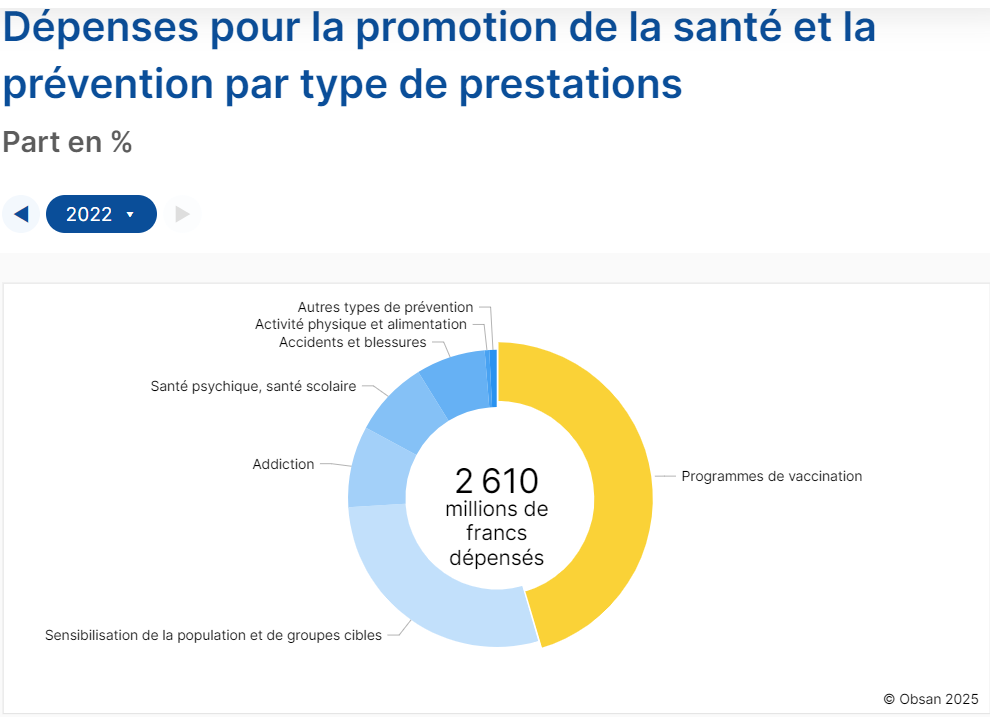 Dépenses pour la promotion de la santé et la
prévention par type de prestations
Part en %
2022
Autres types de prévention
Activité physique et alimentation
Accidents et blessures
Santé psychique, santé scolaire
Addiction
Programmes de vaccination
2 610
millions de
francs
dépensés
Sensibilisation de la population et de groupes cibles
© Obsan 2025